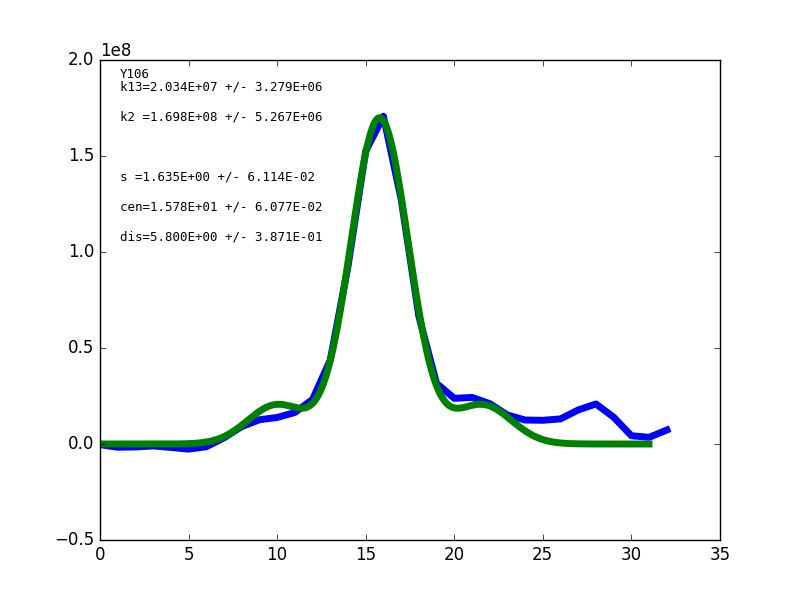 1e8
2.0
1.5
1.0
0.5
0.0
−0.5
0 5 10 15 20 25 30 35
Y106
k13=2.034E+07 +/- 3.279E+06
k2 =1.698E+08 +/- 5.267E+06
s =1.635E+00 +/- 6.114E-02
cen=1.578E+01 +/- 6.077E-02
dis=5.800E+00 +/- 3.871E-01